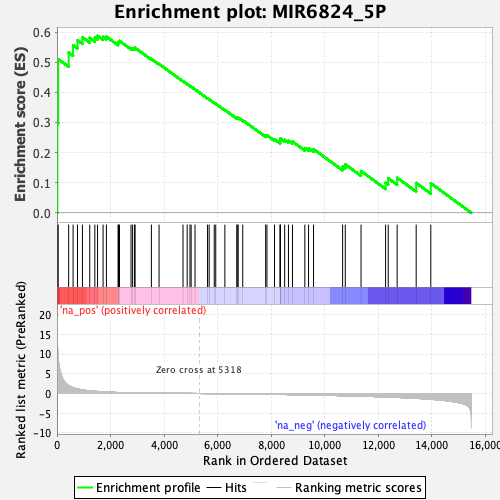 Enrichment plot: MIR6824_5P
Enrichment score (ES)
0.6
0.5
0.4
0.3
0.2
0.1
0.0
'na_pos' (positively correlated)
Ranked list metric (PreRanked)
20
15
10
5
0
-5
-10
Zero cross at 5318
'na_neg' (negatively correlated)
0
2,000
4,000
6,000
8,000
10,000
12,000
14,000
16,000
Rank in Ordered Dataset
Enrichment profile
Hits
Ranking metric scores